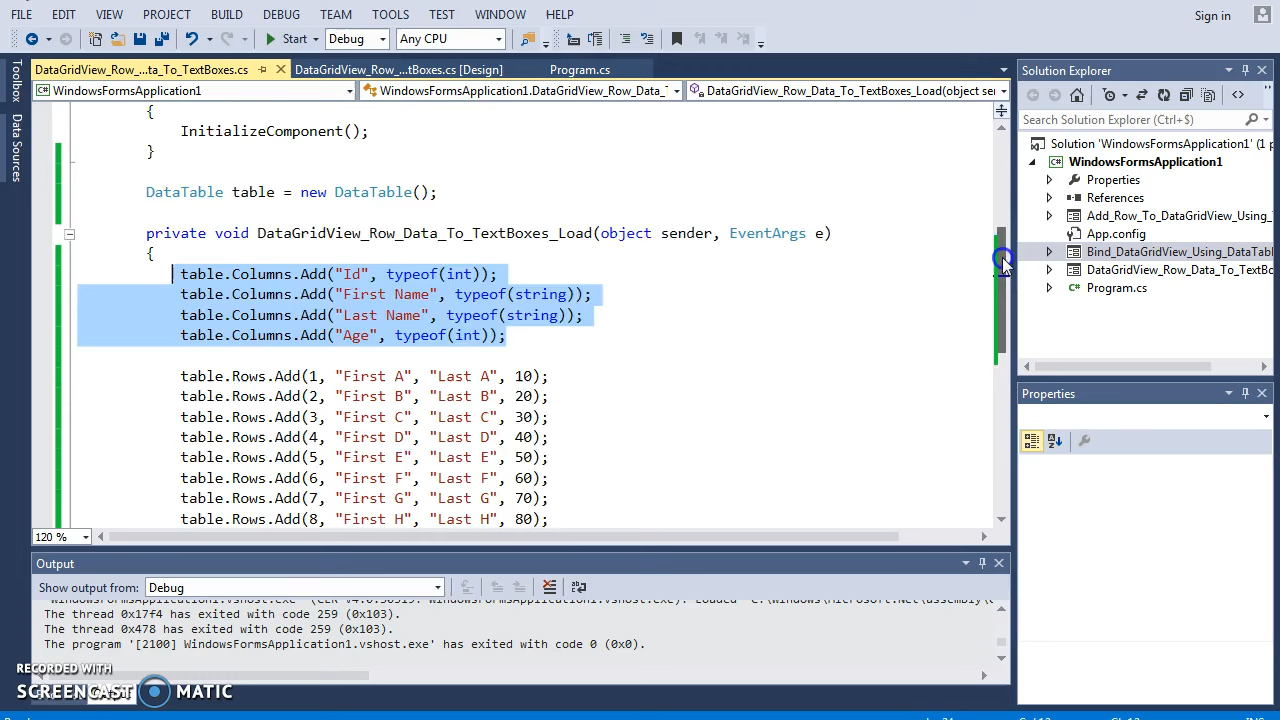 FILE EDIT VIEW PROJECT BUILD DEBUG TEAM TOOLS TEST WINDOW HELP
Sign in
Start Debug Any CPU
DataGridView_Row_...ta_To_TextBoxes.cs DataGridView_Row_...tBoxes.cs [Design] Program.cs
WindowsFormsApplication1 WindowsFormsApplication1.DataGridView_Row_Data_T DataGridView_Row_Data_To_TextBoxes_Load(object ser
{
InitializeComponent();
}
DataTable table = new DataTable();
private void DataGridView_Row_Data_To_TextBoxes_Load(object sender, EventArgs e)
{
table.Columns.Add("Id", typeof(int));
table.Columns.Add("First Name", typeof(string));
table.Columns.Add("Last Name", typeof(string));
table.Columns.Add("Age", typeof(int));
table.Rows.Add(1, "First A", "Last A", 10);
table.Rows.Add(2, "First B", "Last B", 20);
table.Rows.Add(3, "First C", "Last C", 30);
table.Rows.Add(4, "First D", "Last D", 40);
table.Rows.Add(5, "First E", "Last E", 50);
table.Rows.Add(6, "First F", "Last F", 60);
table.Rows.Add(7, "First G", "Last G", 70);
table.Rows.Add(8, "First H", "Last H", 80);
120 %
Toolbox
Data Sources
Solution Explorer
Search Solution Explorer (Ctrl+$)
Solution 'WindowsFormsApplication1' (1 p
WindowsFormsApplication1
Properties
References
Add_Row_To_DataGridView_Using_
App.config
Bind_DataGridView_Using_DataTabl
DataGridView_Row_Data_To_TextBo
Program.cs
Properties
Output
Show output from: Debug
The thread 0x17f4 has exited with code 259 (0x103).
The thread 0x478 has exited with code 259 (0x103).
The program '[2100] WindowsFormsApplication1.vshost.exe' has exited with code 0 (0x0).
RECORDED WITH
SCREENCAST MATIC